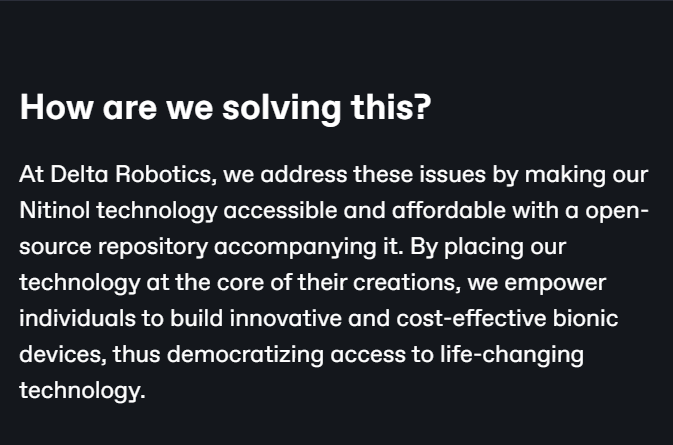 How are we solving this?
At Delta Robotics, we address these issues by making our
Nitinol technology accessible and affordable with a open-
source repository accompanying it. By placing our
technology at the core of their creations, we empower
individuals to build innovative and cost-effective bionic
devices, thus democratizing access to life-changing
technology.